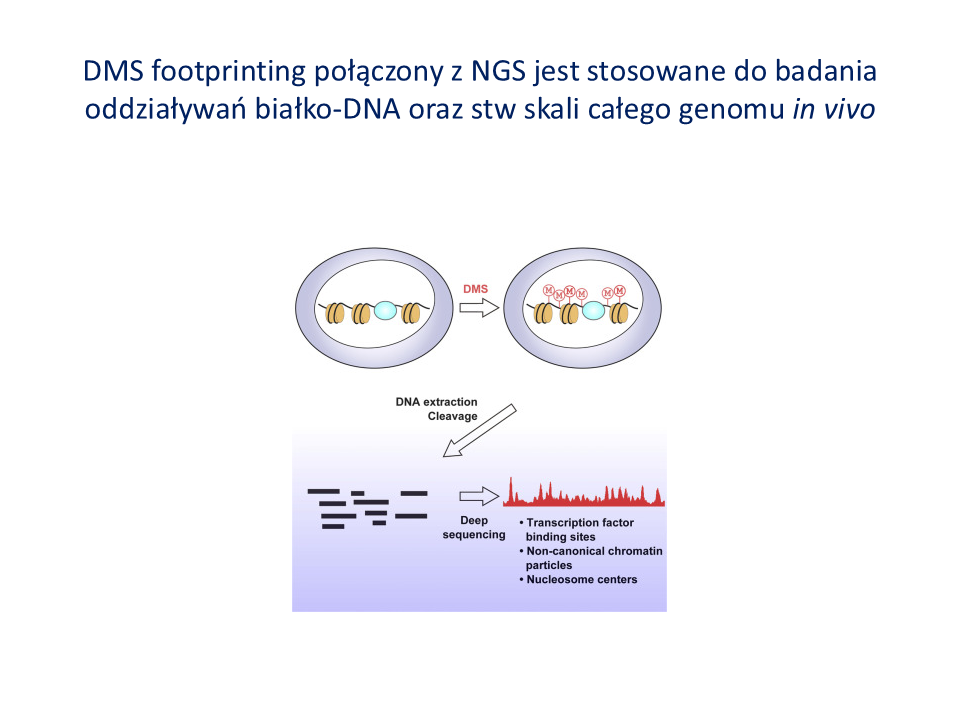 DMS footprinting połączony z NGS jest stosowane do badania
oddziaływań białko-DNA oraz stw skali całego genomu in vivo
DMS
M M M M M M
DNA extraction
Cleavage
Deep
sequencing
• Transcription factor
binding sites
• Non-canonical chromatin
particles
• Nucleosome centers